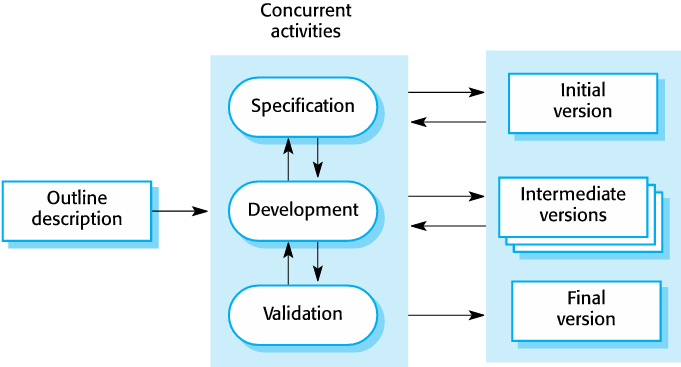 Concurrent
activities
Specification
Initial
version
Outline
description
Development
Intermediate
versions
Validation
Final
version